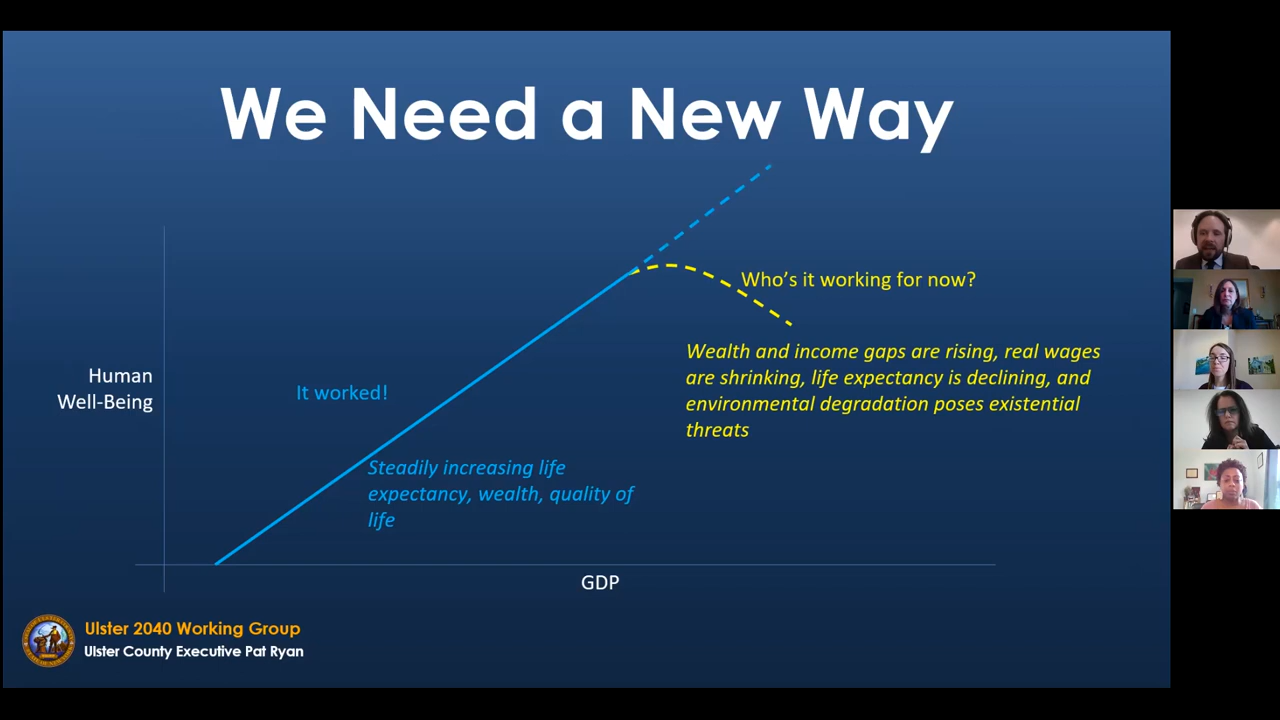 We Need a New Way
Who's it working for now?
Wealth and income gaps are rising, real wages
are shrinking, life expectancy is declining, and
environmental degradation poses existential
threats
Human
Well-Being
It worked!
Steadily increasing life
expectancy, wealth, quality of
life
GDP
Ulster 2040 Working Group
Ulster County Executive Pat Ryan